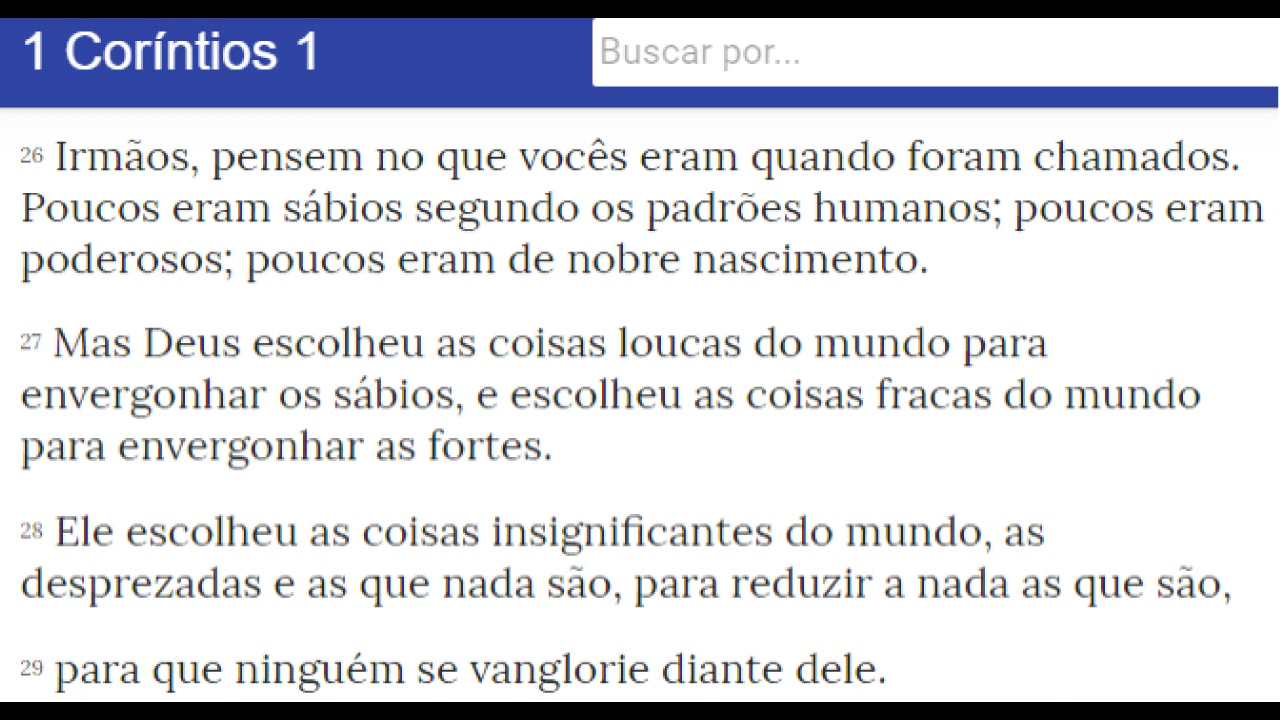 1 Coríntios 1
Buscar por...
26 Irmãos, pensem no que vocês eram quando foram chamados.
Poucos eram sábios segundo os padrões humanos; poucos eram
poderosos; poucos eram de nobre nascimento.
27 Mas Deus escolheu as coisas loucas do mundo para
envergonhar os sábios, e escolheu as coisas fracas do mundo
para envergonhar as fortes.
28 Ele escolheu as coisas insignificantes do mundo, as
desprezadas e as que nada são, para reduzir a nada as que são,
29 para que ninguém se vanglorie diante dele.